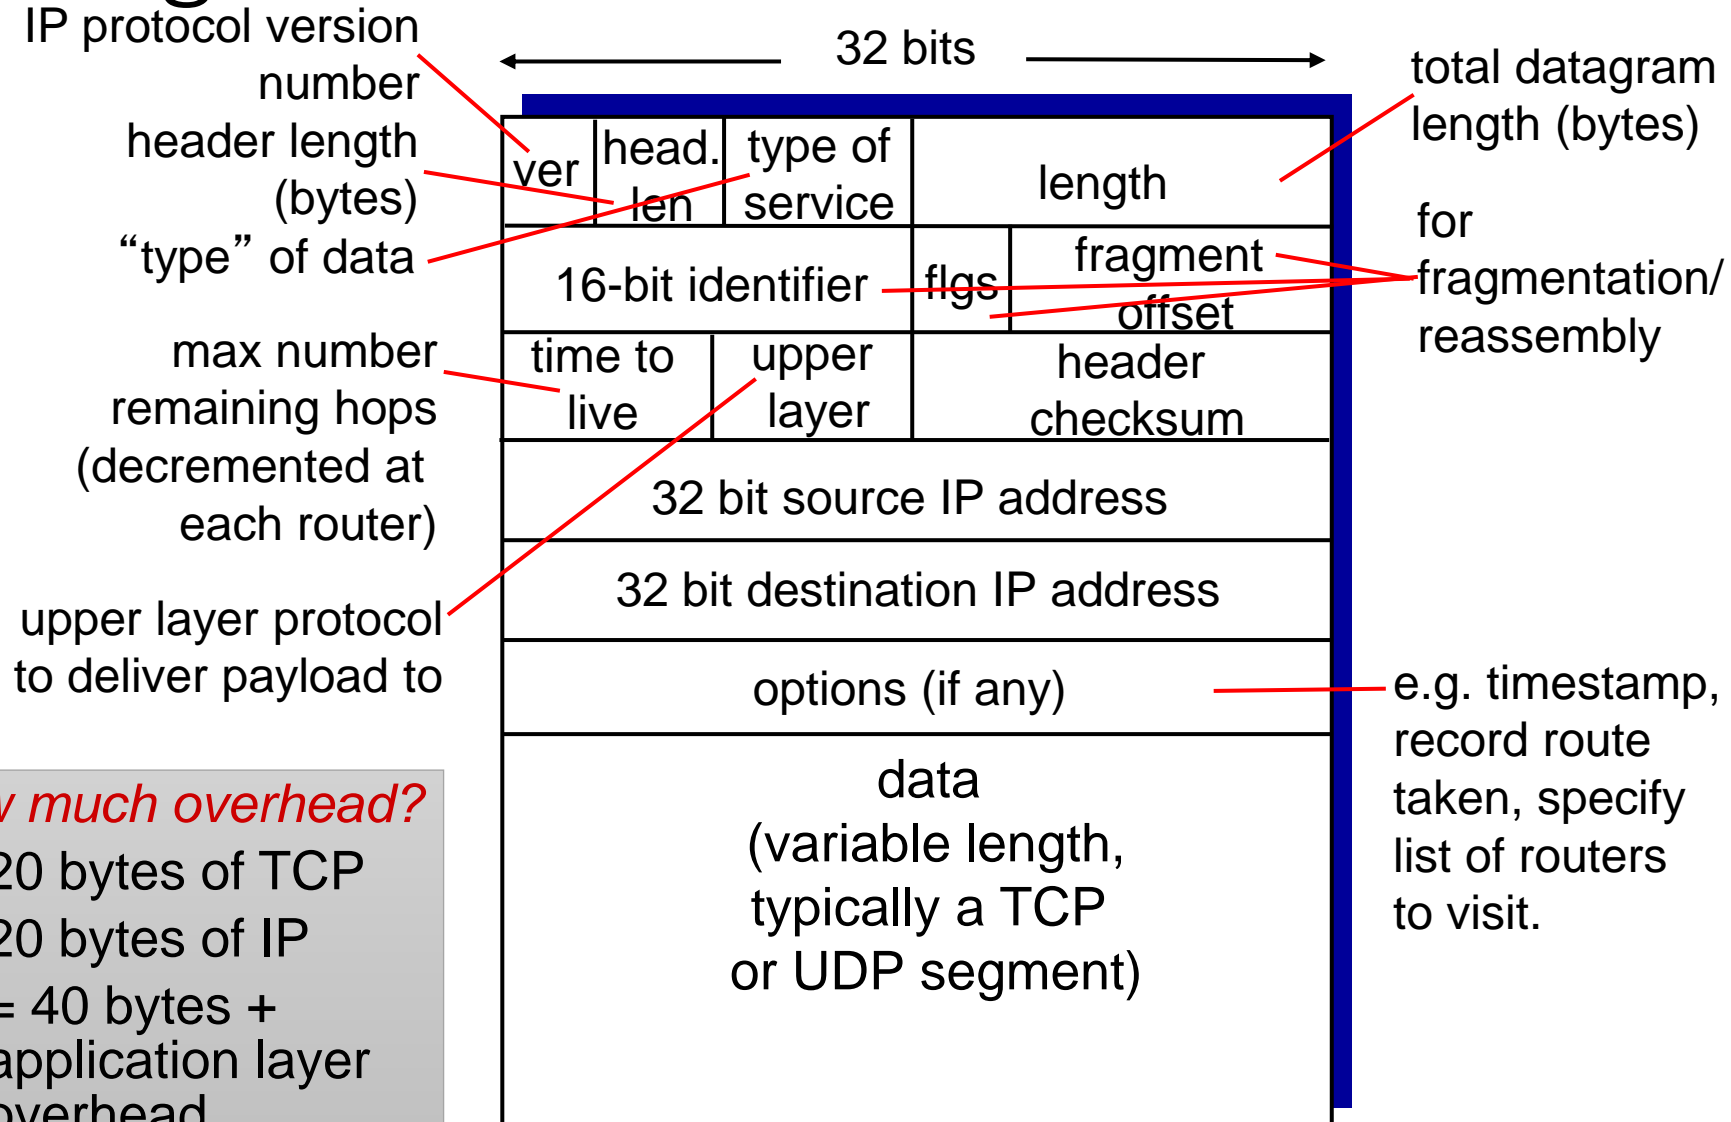 IP protocol version
number
header length
(bytes)
“type” of data
max number
remaining hops
(decremented at
each router)
upper layer protocol
to deliver payload to
much overhead?
20 bytes of TCP
20 bytes of IP
= 40 bytes +
application layer
overhead
32 bits
ver
head.
len
type of
service
length
16-bit identifier
flgs
fragment
offset
time to
live
upper
layer
header
checksum
32 bit source IP address
32 bit destination IP address
options (if any)
data
(variable length,
typically a TCP
or UDP segment)
total datagram
length (bytes)
for
fragmentation/
reassembly
e.g. timestamp,
record route
taken, specify
list of routers
to visit.